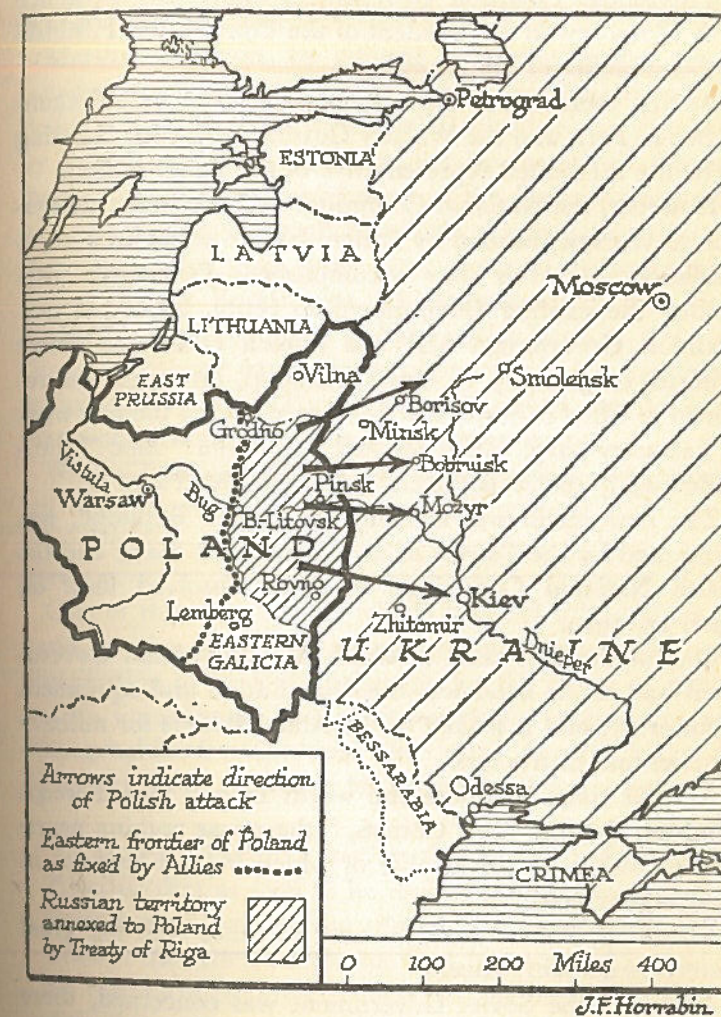 Petrograd
ESTONIA
LATVIA
Moscow
LITHUANIA
Vilna
Smolensk
EAST
PRUSSIA
Borisov
Grodno
Minsk
Vistula
Bobruisk
Warsaw
Bug
Pinsk
B-Litovsk
Mozyr
POLAND
Rovno
Kiev
Lemberg
Zhitomir
EASTERN
GALICIA
UKRAINE
Dnieper
BESSARABIA
Odessa
CRIMEA
Arrows indicate direction
of Polish attack
Eastern frontier of Poland
as fixed by Allies
Russian territory
annexed to Poland
by Treaty of Riga
0 100 200 Miles 400
J.F. Horrabin